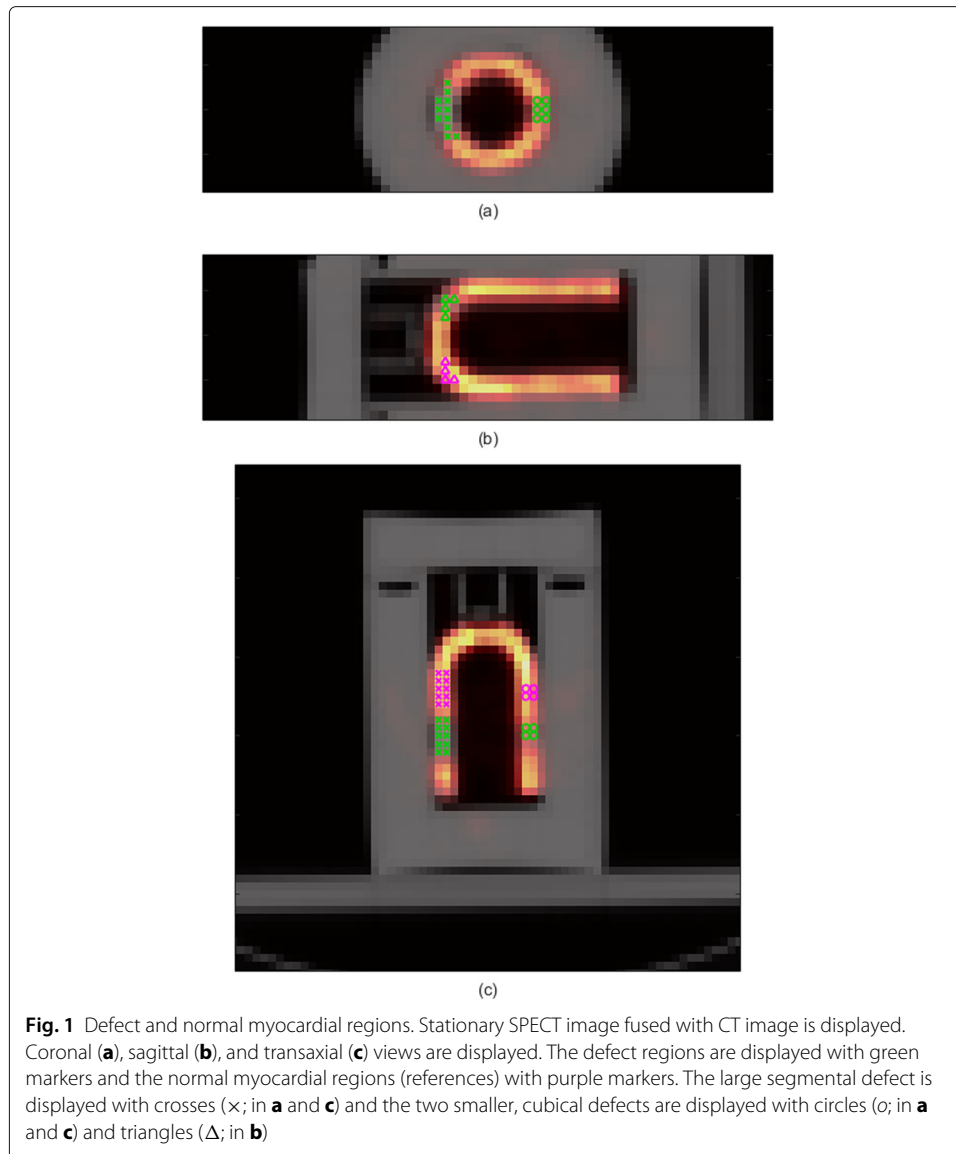 (a)
(b)
(c)
Fig. 1 Defect and normal myocardial regions. Stationary SPECT image fused with CT image is displayed.
Coronal (a), sagittal (b), and transaxial (c) views are displayed. The defect regions are displayed with green
markers and the normal myocardial regions (references) with purple markers. The large segmental defect is
displayed with crosses (×; in a and c) and the two smaller, cubical defects are displayed with circles (o; in a
and c) and triangles (Δ; in b)